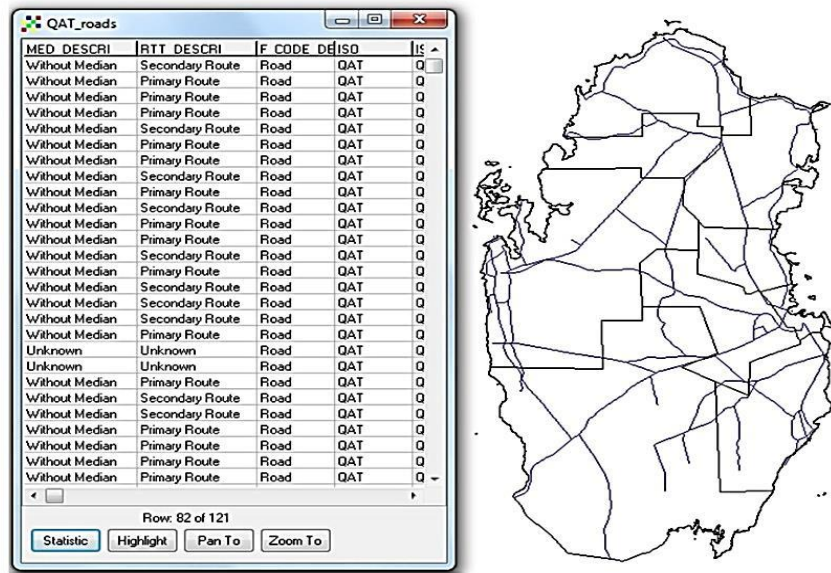 QAT_roads
MED_DESCRI RTT_DESCRI F_CODE_DE ISO
Without Median Secondary Route Road QAT Q
Without Median Primary Route Road QAT Q
Without Median Primary Route Road QAT Q
Without Median Primary Route Road QAT Q
Without Median Secondary Route Road QAT Q
Without Median Primary Route Road QAT Q
Without Median Primary Route Road QAT Q
Without Median Secondary Route Road QAT Q
Without Median Primary Route Road QAT Q
Without Median Secondary Route Road QAT Q
Without Median Primary Route Road QAT Q
Without Median Primary Route Road QAT Q
Without Median Secondary Route Road QAT Q
Without Median Primary Route Road QAT Q
Without Median Secondary Route Road QAT Q
Without Median Secondary Route Road QAT Q
Without Median Secondary Route Road QAT Q
Without Median Primary Route Road QAT Q
Unknown Unknown Road QAT Q
Unknown Unknown Road QAT Q
Without Median Primary Route Road QAT Q
Without Median Secondary Route Road QAT Q
Without Median Secondary Route Road QAT Q
Without Median Primary Route Road QAT Q
Without Median Primary Route Road QAT Q
Without Median Primary Route Road QAT Q
Without Median Primary Route Road QAT Q
Row: 82 of 121
Statistic Highlight Pan To Zoom To